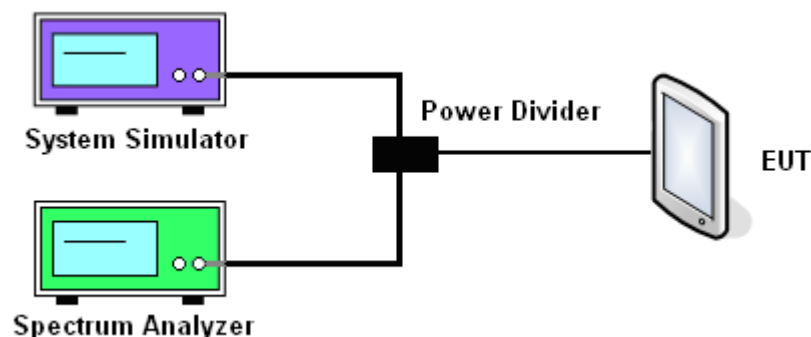 System Simulator
Power Divider
EUT
Spectrum Analyzer